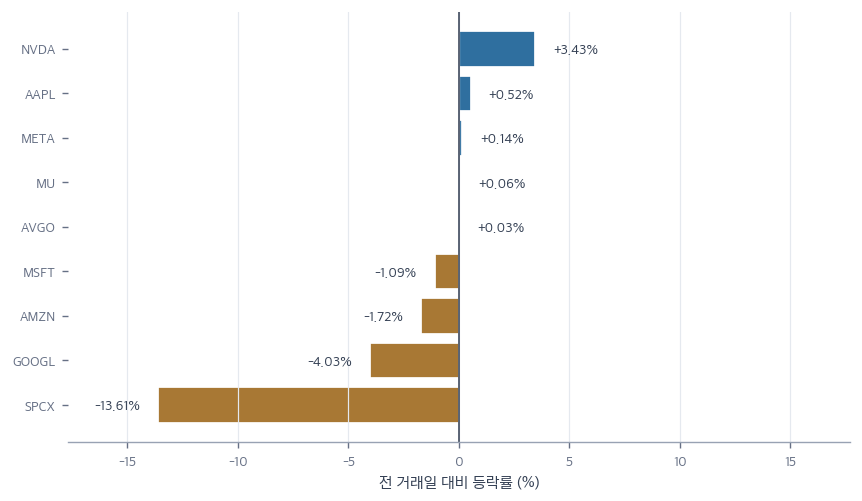 NVDA +3.43%
AAPL +0.52%
META +0.14%
MU +0.06%
AVGO +0.03%
MSFT -1.09%
AMZN -1.72%
GOOGL -4.03%
SPCX -13.61%
-15 -10 -5 0 5 10 15
전 거래일 대비 등락률 (%)